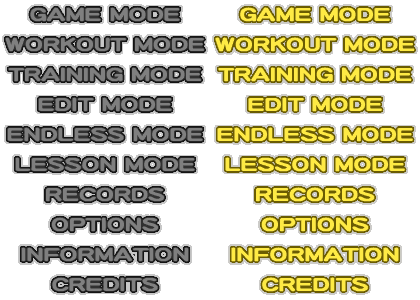 GAME MODE GAME MODE
WORKOUT MODE WORKOUT MODE
TRAINING MODE TRAINING MODE
EDIT MODE EDIT MODE
ENDLESS MODE ENDLESS MODE
LESSON MODE LESSON MODE
RECORDS RECORDS
OPTIONS OPTIONS
INFORMATION INFORMATION
CREDITS CREDITS